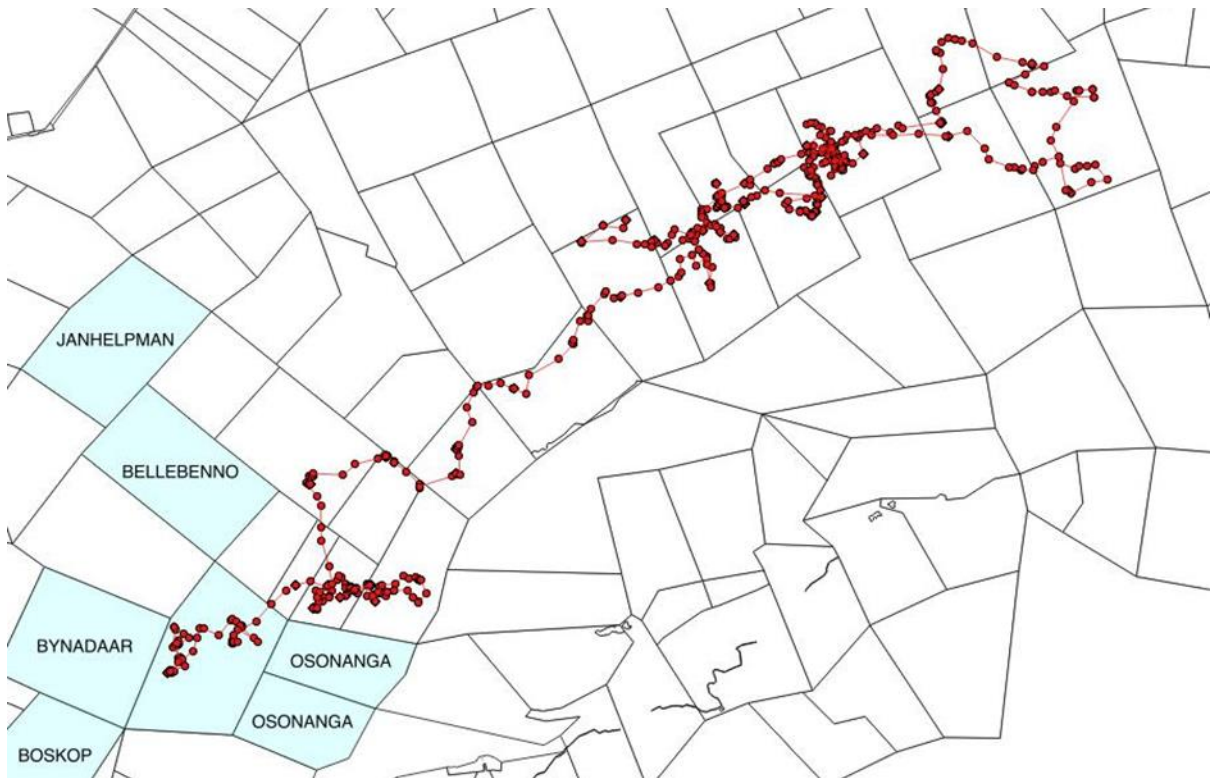 JANHELPMAN
BELLEBENNO
BYNADAAR
OSONANGA
OSONANGA
BOSKOP